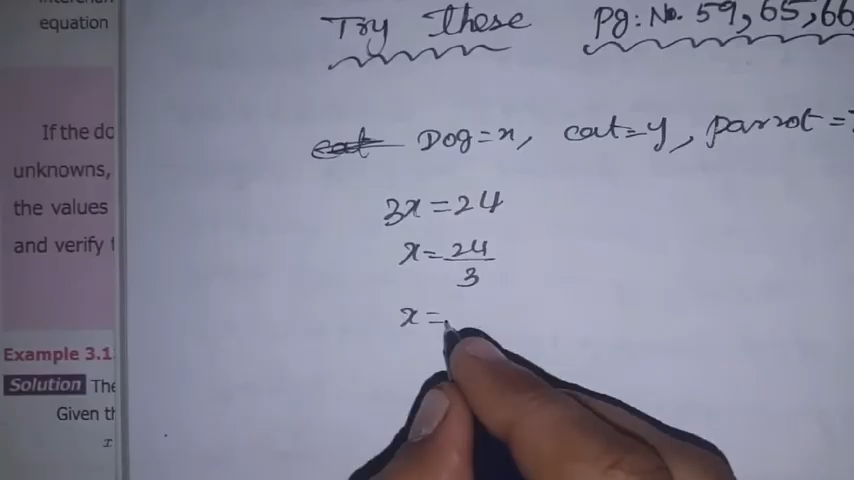 equation
If the do
unknowns,
the values
and verify
Example 3.1
Solution The
Given th
x
Try these Pg: No. 59, 65, 66
Dog=x, cat=y, parrot=
3x=24
x=24/3
x=